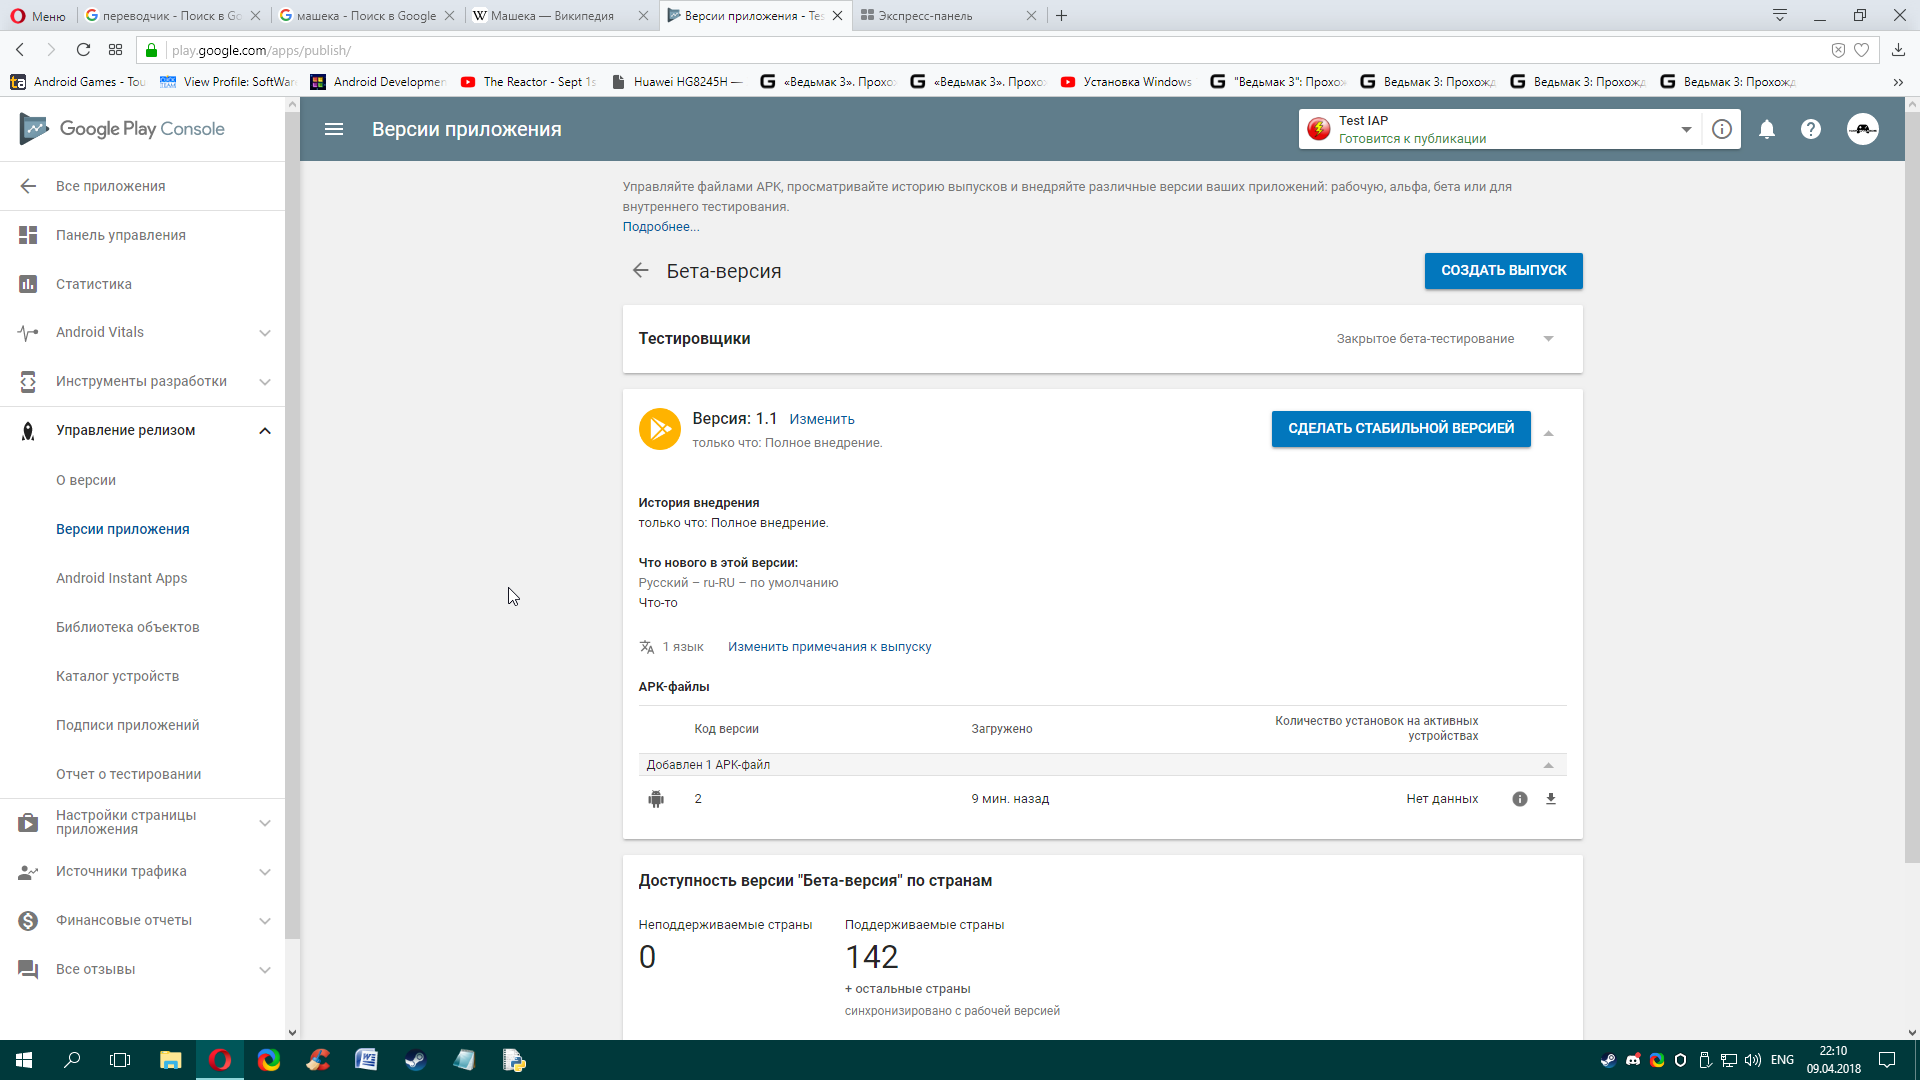 Меню
переводчик - Поиск в Go
машека - Поиск в Google
Машека — Википедия
Версии приложения - Tes
Экспресс-панель
play.google.com/apps/publish/
Android Games - Tou
View Profile: SoftWar
Android Developmen
The Reactor - Sept 1s
Huawei HG8245H —
«Ведьмак 3». Прохо
«Ведьмак 3». Прохо
Установка Windows
"Ведьмак 3": Прохо
Ведьмак 3: Прохожд
Ведьмак 3: Прохожд
Ведьмак 3: Прохожд
Google Play Console
Версии приложения
Test IAP
Готовится к публикации
Все приложения
Панель управления
Статистика
Android Vitals
Инструменты разработки
Управление релизом
О версии
Версии приложения
Android Instant Apps
Библиотека объектов
Каталог устройств
Подписи приложений
Отчет о тестировании
Настройки страницы
приложения
Источники трафика
Финансовые отчеты
Все отзывы
Управляйте файлами APK, просматривайте историю выпусков и внедряйте различные версии ваших приложений: рабочую, альфа, бета или для
внутреннего тестирования.
Подробнее...
Бета-версия
СОЗДАТЬ ВЫПУСК
Тестировщики
Закрытое бета-тестирование
Версия: 1.1 Изменить
только что: Полное внедрение.
СДЕЛАТЬ СТАБИЛЬНОЙ ВЕРСИЕЙ
История внедрения
только что: Полное внедрение.
Что нового в этой версии:
Русский – ru-RU – по умолчанию
Что-то
1 язык Изменить примечания к выпуску
APK-файлы
Код версии
Загружено
Количество установок на активных
устройствах
Добавлен 1 APK-файл
2
9 мин. назад
Нет данных
Доступность версии "Бета-версия" по странам
Неподдерживаемые страны
0
Поддерживаемые страны
142
+ остальные страны
синхронизировано с рабочей версией
ENG
22:10
09.04.2018